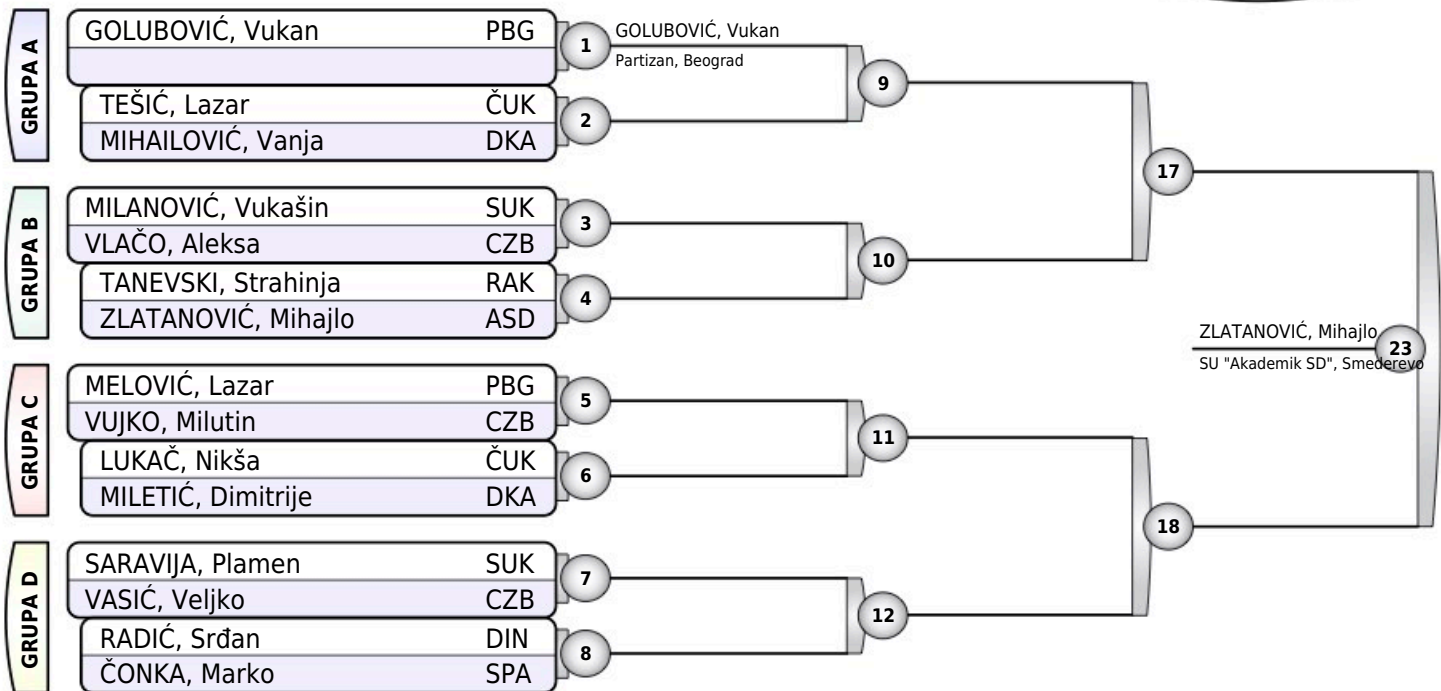 GRUPA A
GOLUBOVIĆ, Vukan PBG
1
GOLUBOVIĆ, Vukan
Partizan, Beograd
9
TEŠIĆ, Lazar ČUK
2
MIHAILOVIĆ, Vanja DKA
17
GRUPA B
MILANOVIĆ, Vukašin SUK
3
VLAČO, Aleksa CZB
10
TANEVSKI, Strahinja RAK
4
ZLATANOVIĆ, Mihajlo ASD
ZLATANOVIĆ, Mihajlo
23
SU "Akademik SD", Smederevo
GRUPA C
MELOVIĆ, Lazar PBG
5
VUJKO, Milutin CZB
11
LUKAČ, Nikša ČUK
6
MILETIĆ, Dimitrije DKA
18
GRUPA D
SARAVIJA, Plamen SUK
7
VASIĆ, Veljko CZB
12
RADIĆ, Srđan DIN
8
ČONKA, Marko SPA